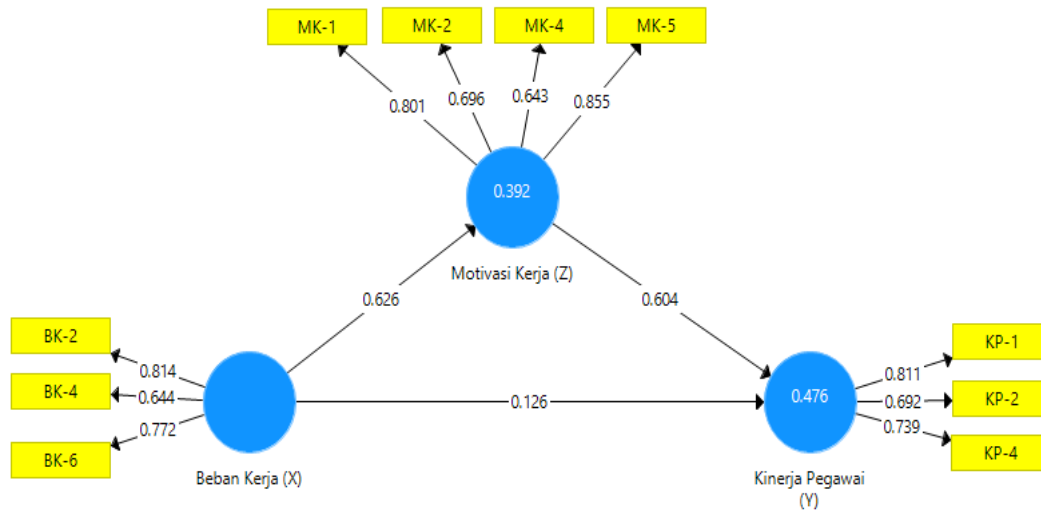 MK-1
MK-2
MK-4
MK-5
0.801
0.696
0.643
0.855
0.392
Motivasi Kerja (Z)
0.626
0.604
BK-2
BK-4
BK-6
0.814
0.644
0.772
Beban Kerja (X)
0.126
0.476
Kinerja Pegawai
(Y)
0.811
0.692
0.739
KP-1
KP-2
KP-4